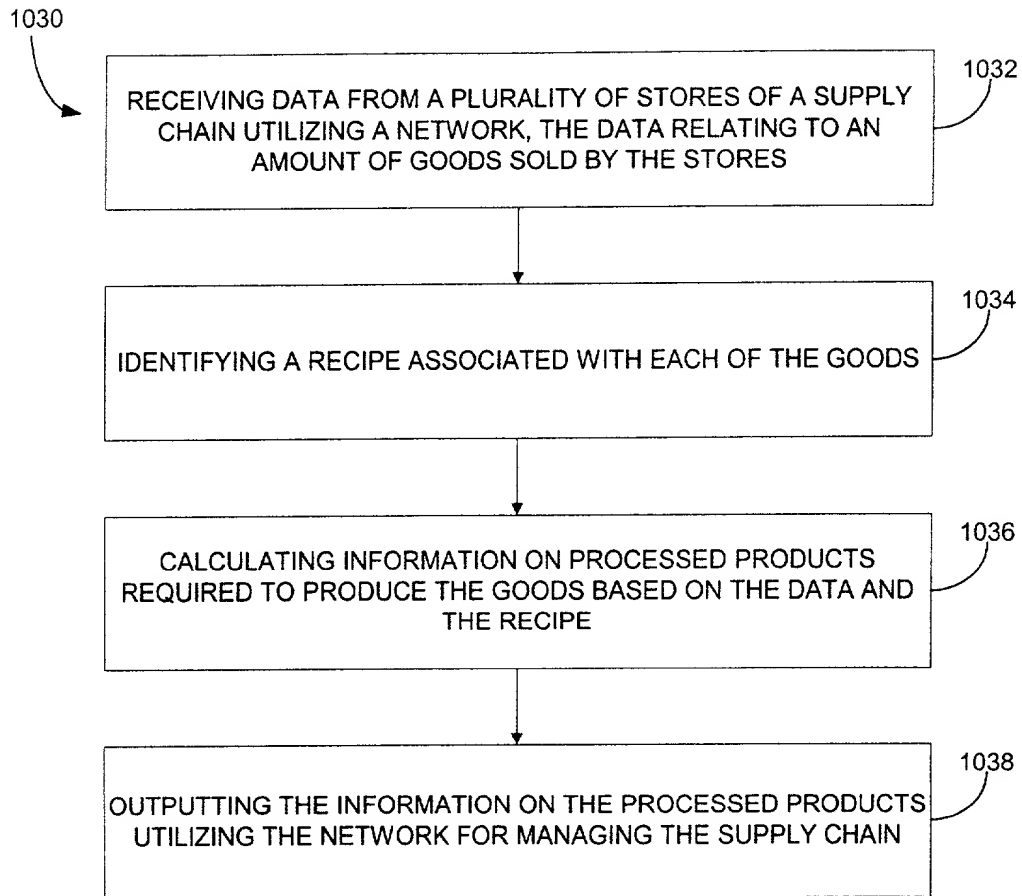 1030
1032
RECEIVING DATA FROM A PLURALITY OF STORES OF A SUPPLY
CHAIN UTILIZING A NETWORK, THE DATA RELATING TO AN
AMOUNT OF GOODS SOLD BY THE STORES
1034
IDENTIFYING A RECIPE ASSOCIATED WITH EACH OF THE GOODS
1036
CALCULATING INFORMATION ON PROCESSED PRODUCTS
REQUIRED TO PRODUCE THE GOODS BASED ON THE DATA AND
THE RECIPE
1038
OUTPUTTING THE INFORMATION ON THE PROCESSED PRODUCTS
UTILIZING THE NETWORK FOR MANAGING THE SUPPLY CHAIN